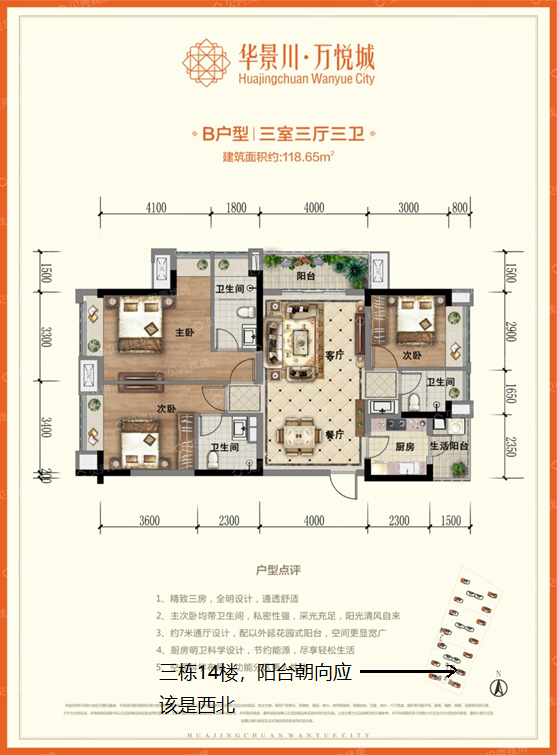 华景川·万悦城
Huajingchuan Wanyue City
B户型 | 三室三厅三卫
建筑面积约:118.65m²
4100 1800 4000 3000 800
1500 3300 3400 200
1500 2900 1650 2350
阳台
卫生间
主卧
客厅
次卧
卫生间
次卧
卫生间
餐厅
厨房
生活阳台
3600 2300 4000 2300 1500
户型点评
1、精致三房，全明设计，通透舒适
2、主次卧均带卫生间，私密性强，采光充足，阳光清风自来
3、约7米通厅设计，配以外延花园式阳台，空间更显宽广
4、厨房明卫科学设计，节约能源，尽享轻松生活
5、
三栋14楼，阳台朝向应
该是西北
N
HUAJINGCHUAN WANYUE CITY